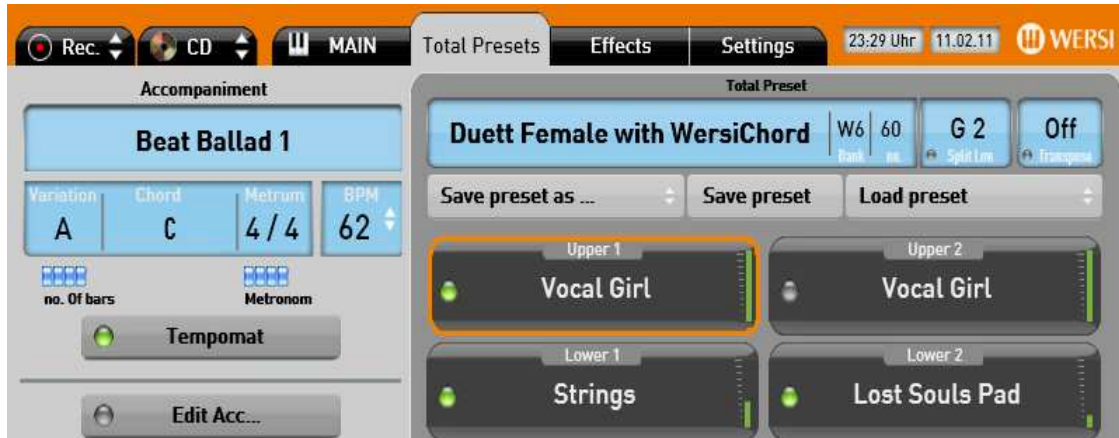 Rec. CD MAIN Total Presets Effects Settings 23:29 Uhr 11.02.11 WERSI
Accompaniment
Beat Ballad 1
Variation Chord Metrum BPM
A C 4/4 62
no. Of bars Metronom
Tempomat
Edit Acc...
Total Preset
Duett Female with WersiChord W6 60 G 2 Off
Bank no. Split Low Transpose
Save preset as ... Save preset Load preset
Upper 1 Upper 2
Vocal Girl Vocal Girl
Lower 1 Lower 2
Strings Lost Souls Pad